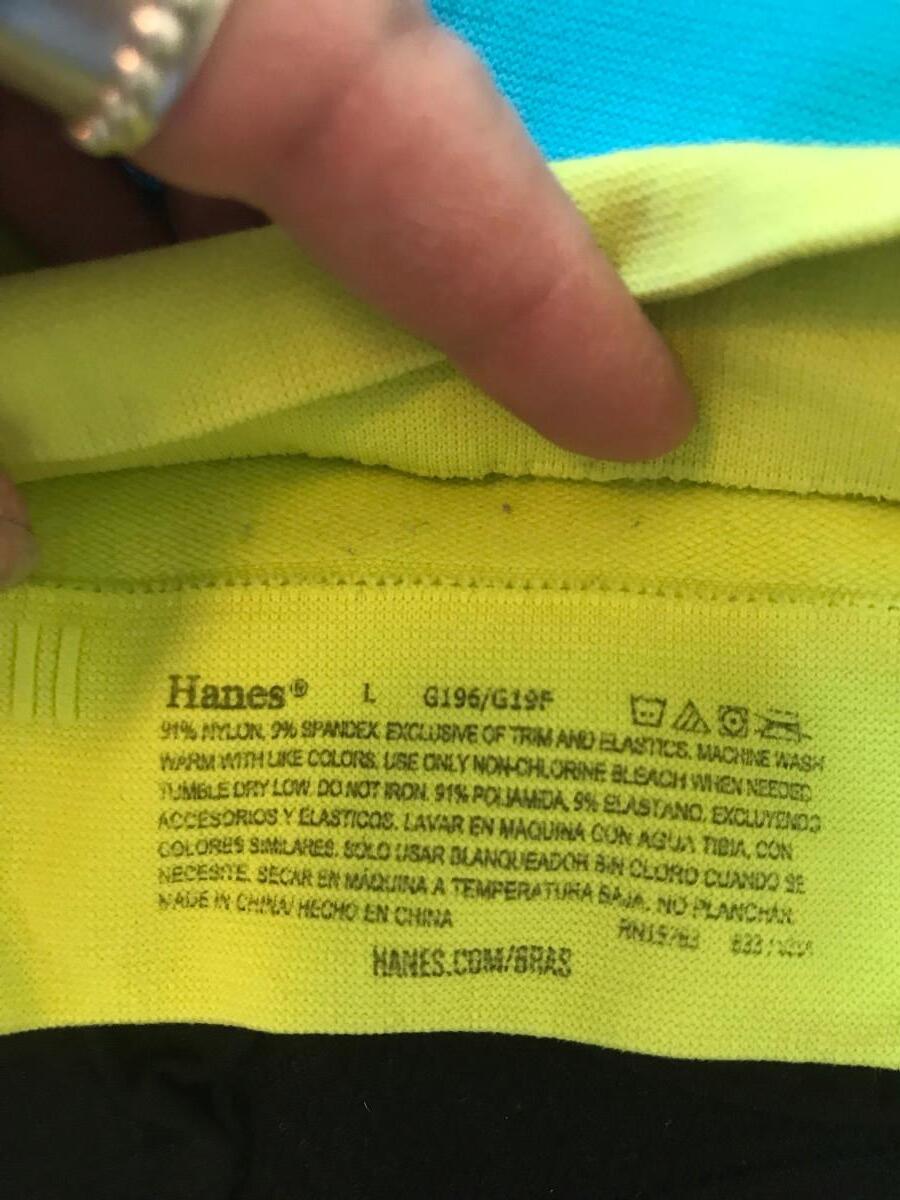 Hanes® L G196/G19F
91% NYLON, 9% SPANDEX. EXCLUSIVE OF TRIM AND ELASTICS. MACHINE WASH
WARM WITH LIKE COLORS. USE ONLY NON-CHLORINE BLEACH WHEN NEEDED.
TUMBLE DRY LOW. DO NOT IRON. 91% POLIAMIDA, 9% ELASTANO. EXCLUYENDO
ACCESORIOS Y ELASTICOS. LAVAR EN MAQUINA CON AGUA TIBIA, CON
COLORES SIMILARES. SOLO USAR BLANQUEADOR SIN CLORO CUANDO SE
NECESITE. SECAR EN MÁQUINA A TEMPERATURA BAJA. NO PLANCHAR.
MADE IN CHINA/ HECHO EN CHINA
RN15763
HANES.COM/BRAS